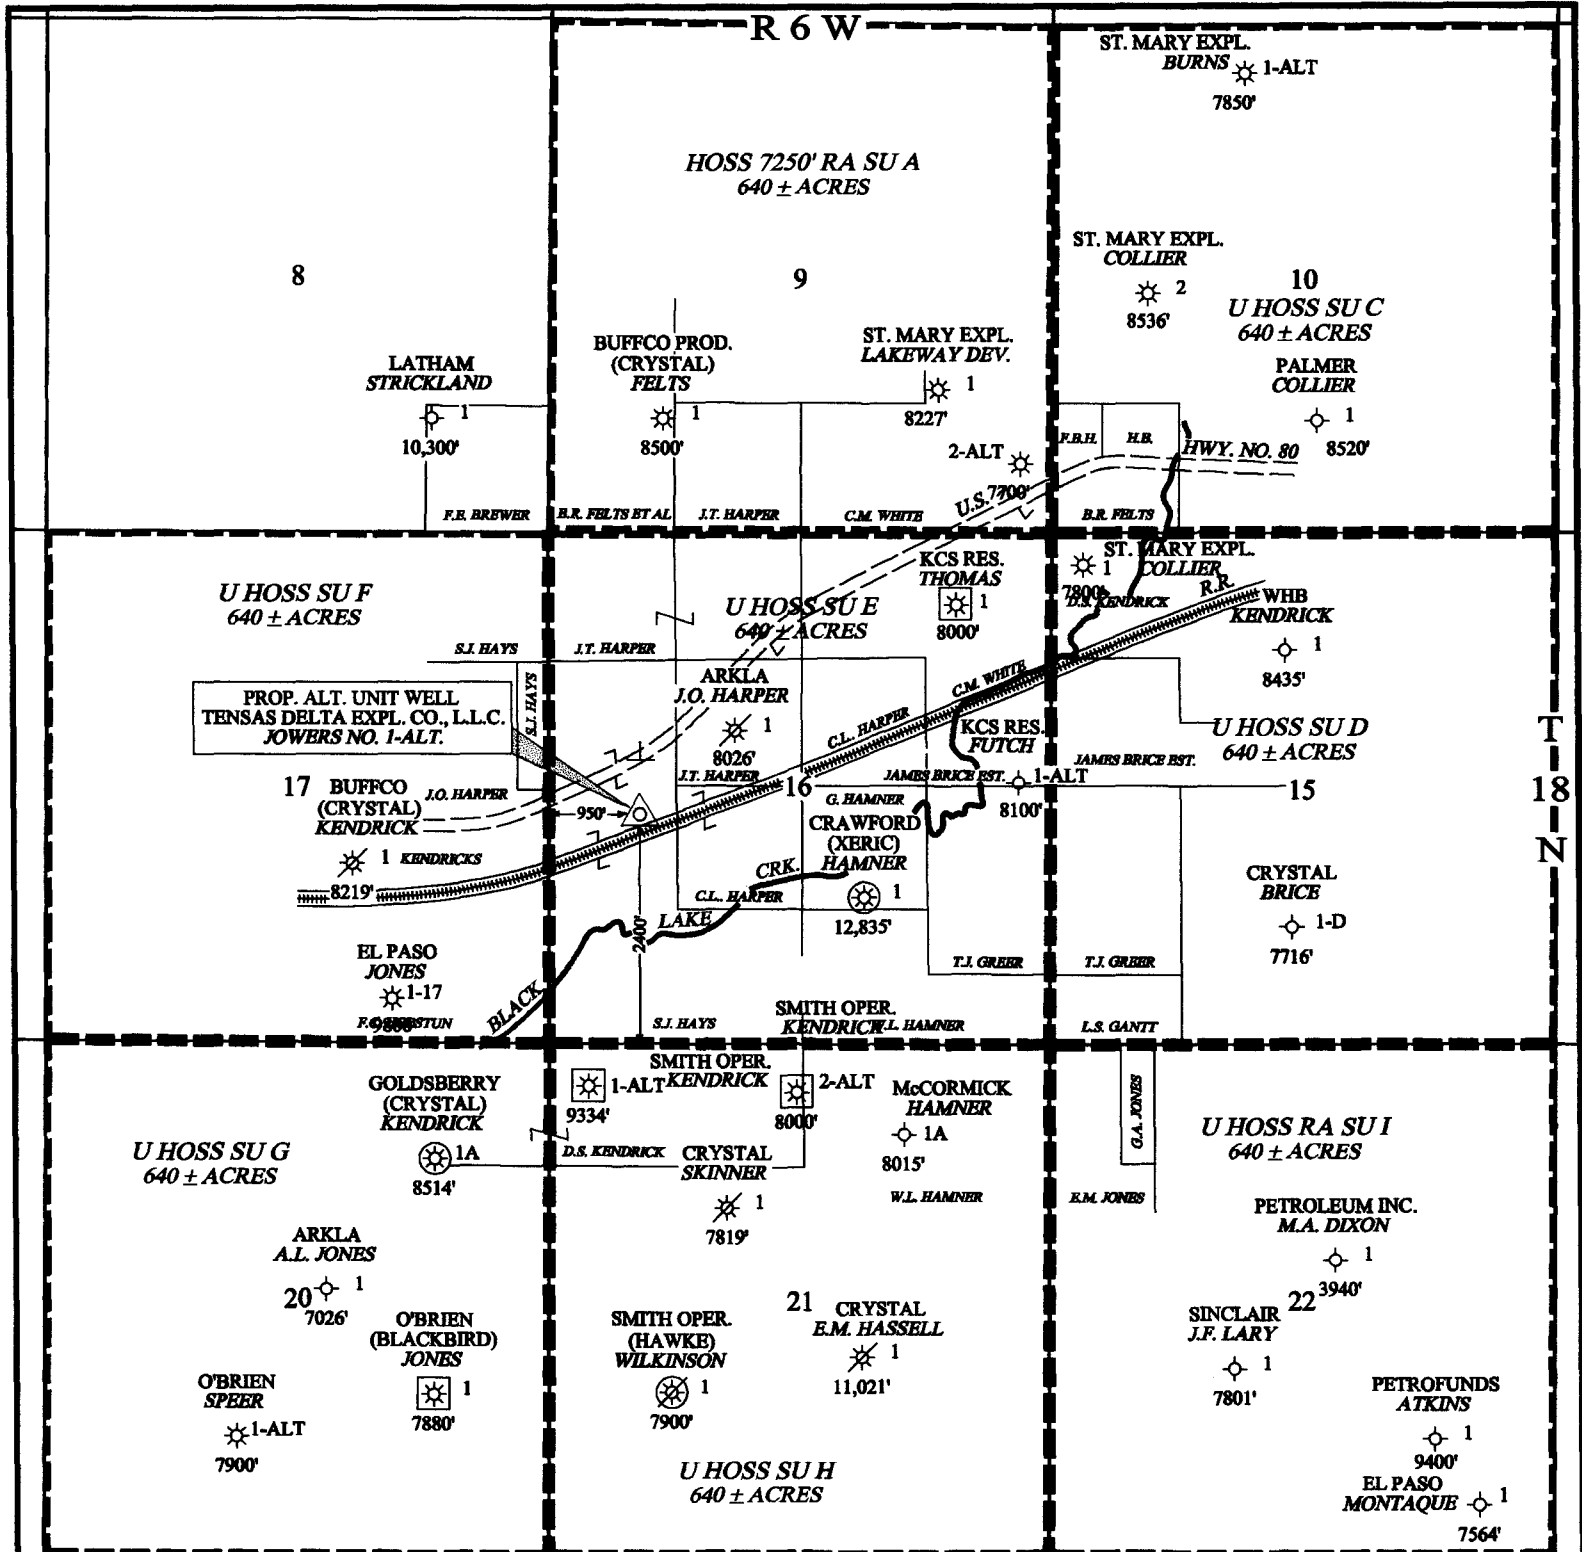 R 6 W
ST. MARY EXPL.
BURNS
1-ALT
7850'
HOSS 7250' RA SU A
640 ± ACRES
8
9
ST. MARY EXPL.
COLLIER
2
8536'
10
U HOSS SU C
640 ± ACRES
LATHAM
STRICKLAND
1
10,300'
BUFFCO PROD.
(CRYSTAL)
FELTS
1
8500'
ST. MARY EXPL.
LAKEWAY DEV.
1
8227'
PALMER
COLLIER
1
8520'
2-ALT
7700'
F.B.H.
H.B.
U.S.
HWY. NO. 80
F.E. BREWER
B.R. FELTS ET AL
J.T. HARPER
C.M. WHITE
B.R. FELTS
U HOSS SU F
640 ± ACRES
U HOSS SU E
640 ± ACRES
KCS RES.
THOMAS
1
8000'
ST. MARY EXPL.
COLLIER
1
7800'
D.S. KENDRICK
R.R.
WHB
KENDRICK
1
8435'
S.J. HAYS
J.T. HARPER
S.J. HAYS
PROP. ALT. UNIT WELL
TENSAS DELTA EXPL. CO., L.L.C.
JOWERS NO. 1-ALT.
ARKLA
J.O. HARPER
1
8026'
C.L. HARPER
C.M. WHITE
KCS RES.
FUTCH
1-ALT
8100'
U HOSS SU D
640 ± ACRES
JAMES BRICE EST.
JAMES BRICE EST.
J.T. HARPER
17
16
15
T
18
N
BUFFCO
(CRYSTAL)
KENDRICK
J.O. HARPER
1
KENDRICKS
8219'
950'
G. HAMNER
CRAWFORD
(XERIC)
HAMNER
1
12,835'
CRYSTAL
BRICE
1-D
7716'
C.L. HARPER
BLACK
LAKE
CRK.
2400'
EL PASO
JONES
1-17
T.J. GREER
T.J. GREER
S.J. HAYS
SMITH OPER.
KENDRICK
L. HAMNER
L.S. GANTT
GOLDSBERRY
(CRYSTAL)
KENDRICK
1A
8514'
SMITH OPER.
KENDRICK
1-ALT
9334'
2-ALT
8000'
McCORMICK
HAMNER
1A
8015'
G.A. JONES
U HOSS SU G
640 ± ACRES
D.S. KENDRICK
CRYSTAL
SKINNER
1
7819'
W.L. HAMNER
E.M. JONES
U HOSS RA SU I
640 ± ACRES
PETROLEUM INC.
M.A. DIXON
1
3940'
ARKLA
A.L. JONES
1
7026'
20
O'BRIEN
(BLACKBIRD)
JONES
1
7880'
SMITH OPER.
(HAWKE)
WILKINSON
1
7900'
21
CRYSTAL
E.M. HASSELL
1
11,021'
22
SINCLAIR
J.F. LARY
1
7801'
O'BRIEN
SPEER
1-ALT
7900'
PETROFUNDS
ATKINS
1
9400'
EL PASO
MONTAQUE
1
7564'
U HOSS SU H
640 ± ACRES